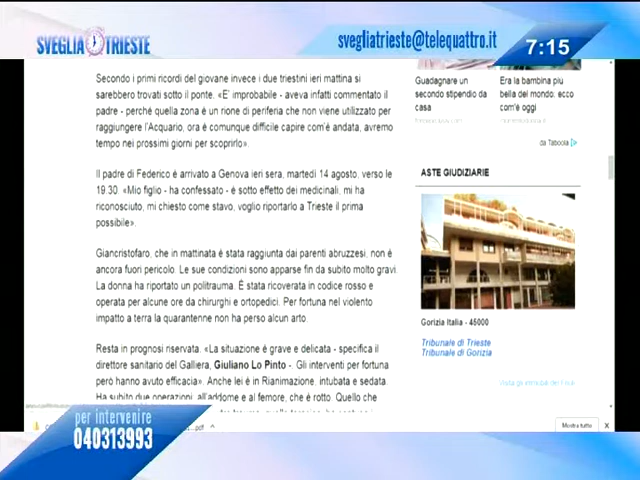 SVEGLIA TRIESTE
svegliatrieste@telequattro.it
7:15
Secondo i primi ricordi del giovane invece i due triestini ieri mattina si
sarebbero trovati sotto il ponte. «E' improbabile - aveva infatti commentato il
padre - perché quella zona è un rione di periferia che non viene utilizzato per
raggiungere l'Acquario, ora è comunque difficile capire com'è andata, avremo
tempo nei prossimi giorni per scoprirlo».
Il padre di Federico è arrivato a Genova ieri sera, martedì 14 agosto, verso le
19.30. «Mio figlio - ha confessato - è sotto effetto dei medicinali, mi ha
riconosciuto, mi chiesto come stavo, voglio riportarlo a Trieste il prima
possibile».
Giancristofaro, che in mattinata è stata raggiunta dai parenti abruzzesi, non è
ancora fuori pericolo. Le sue condizioni sono apparse fin da subito molto gravi.
La donna ha riportato un politrauma. È stata ricoverata in codice rosso e
operata per alcune ore da chirurghi e ortopedici. Per fortuna nel violento
impatto a terra la quarantenne non ha perso alcun arto.
Resta in prognosi riservata. «La situazione è grave e delicata - specifica il
direttore sanitario del Galliera, Giuliano Lo Pinto - Gli interventi per fortuna
però hanno avuto efficacia». Anche lei è in Rianimazione, intubata e sedata.
Ha subito due operazioni, all'addome e al femore, che è rotto. Quello che
Guadagnare un
secondo stipendio da
casa
Era la bambina più
bella del mondo: ecco
com'è oggi
da Taboola
ASTE GIUDIZIARIE
Gorizia Italia - 45000
Tribunale di Trieste
Tribunale di Gorizia
per intervenire
040313993
.pdf
Mostra tutto
X